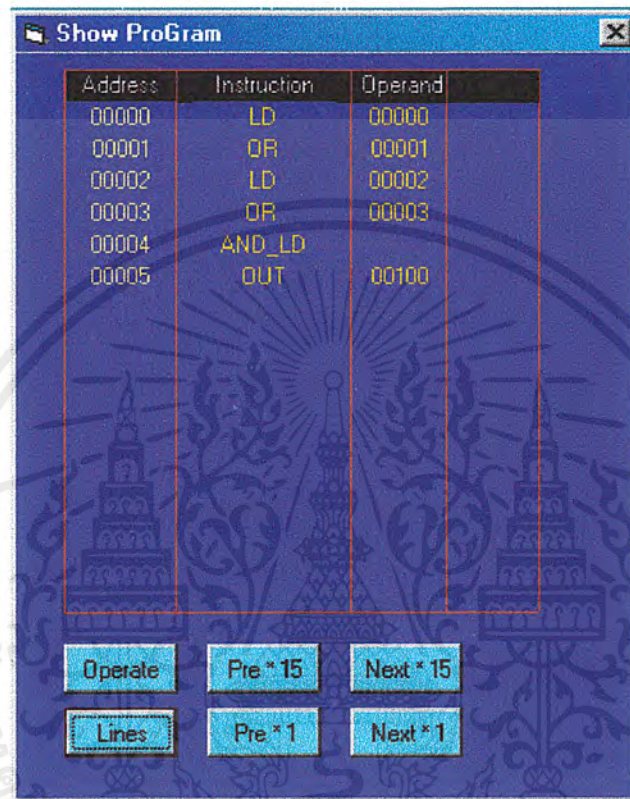 Show ProGram
Address Instruction Operand
00000 LD 00000
00001 OR 00001
00002 LD 00002
00003 OR 00003
00004 AND_LD
00005 OUT 00100
Operate Pre * 15 Next * 15
Lines Pre * 1 Next * 1